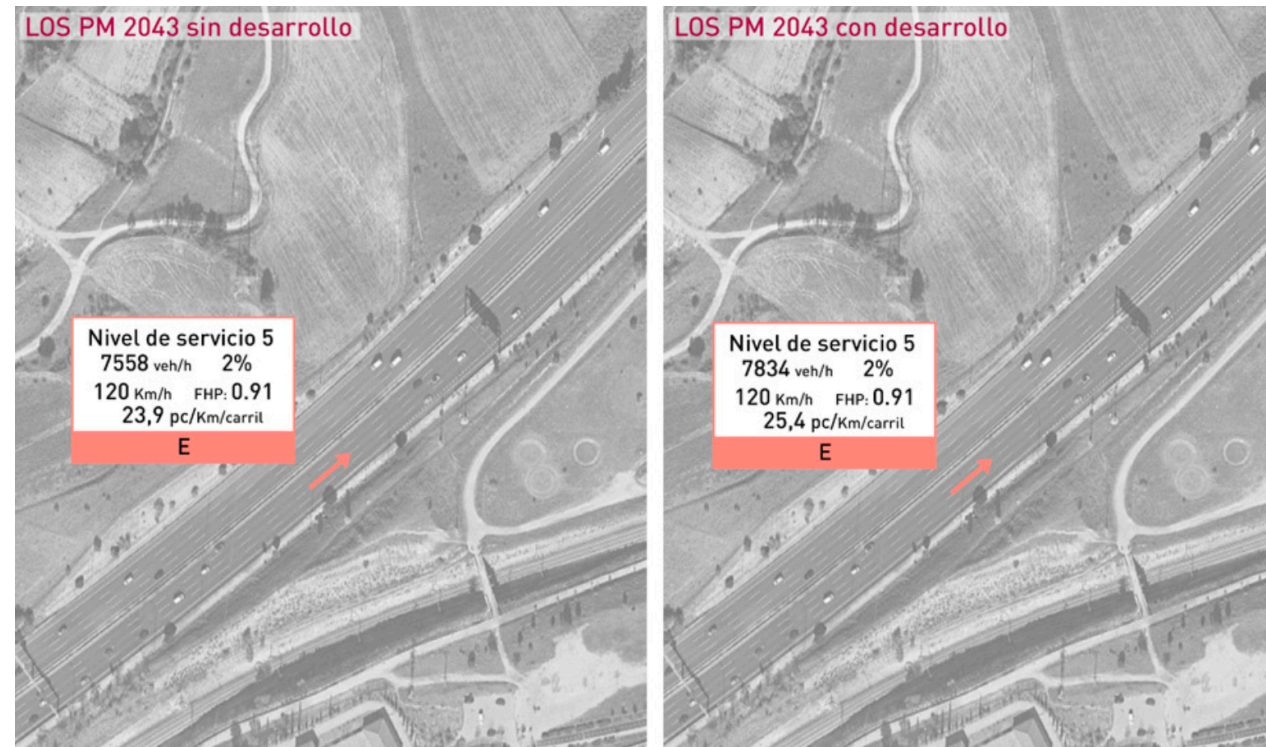 LOS PM 2043 sin desarrollo
Nivel de servicio 5
7558 veh/h 2%
120 Km/h FHP: 0.91
23,9 pc/Km/carril
E
LOS PM 2043 con desarrollo
Nivel de servicio 5
7834 veh/h 2%
120 Km/h FHP: 0.91
25,4 pc/Km/carril
E